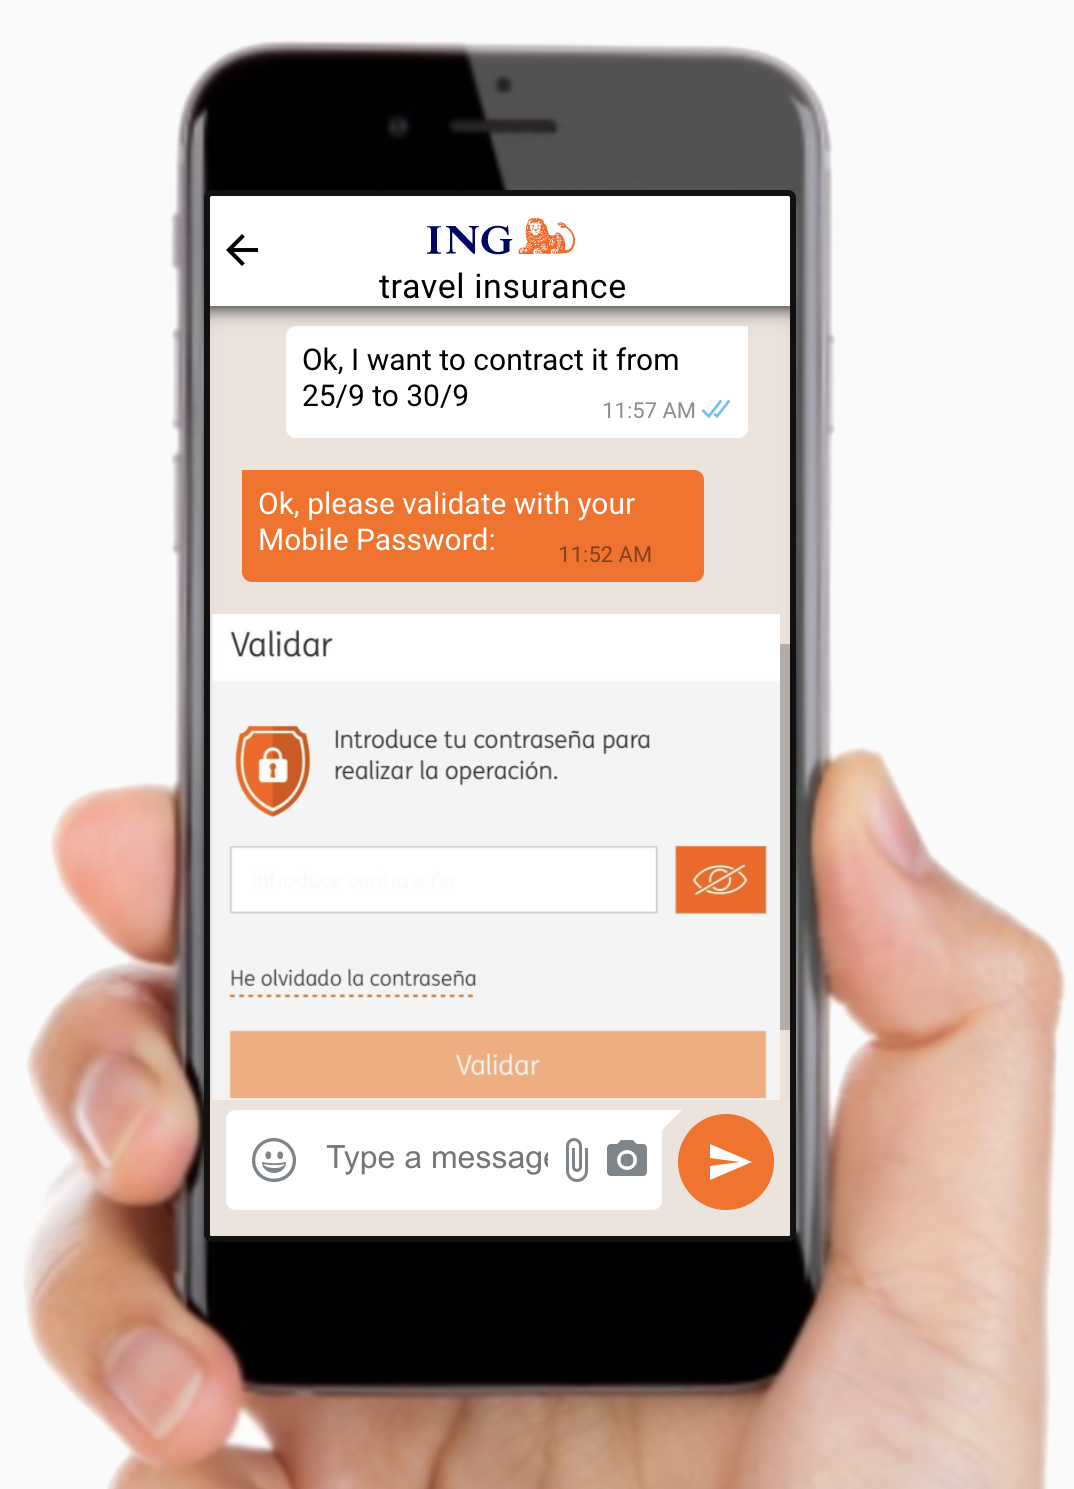 ING
travel insurance
Ok, I want to contract it from
25/9 to 30/9
11:57 AM
Ok, please validate with your
Mobile Password:
11:52 AM
Validar
Introduce tu contraseña para
realizar la operación.
Introduce contraseña
He olvidado la contraseña
Validar
Type a message